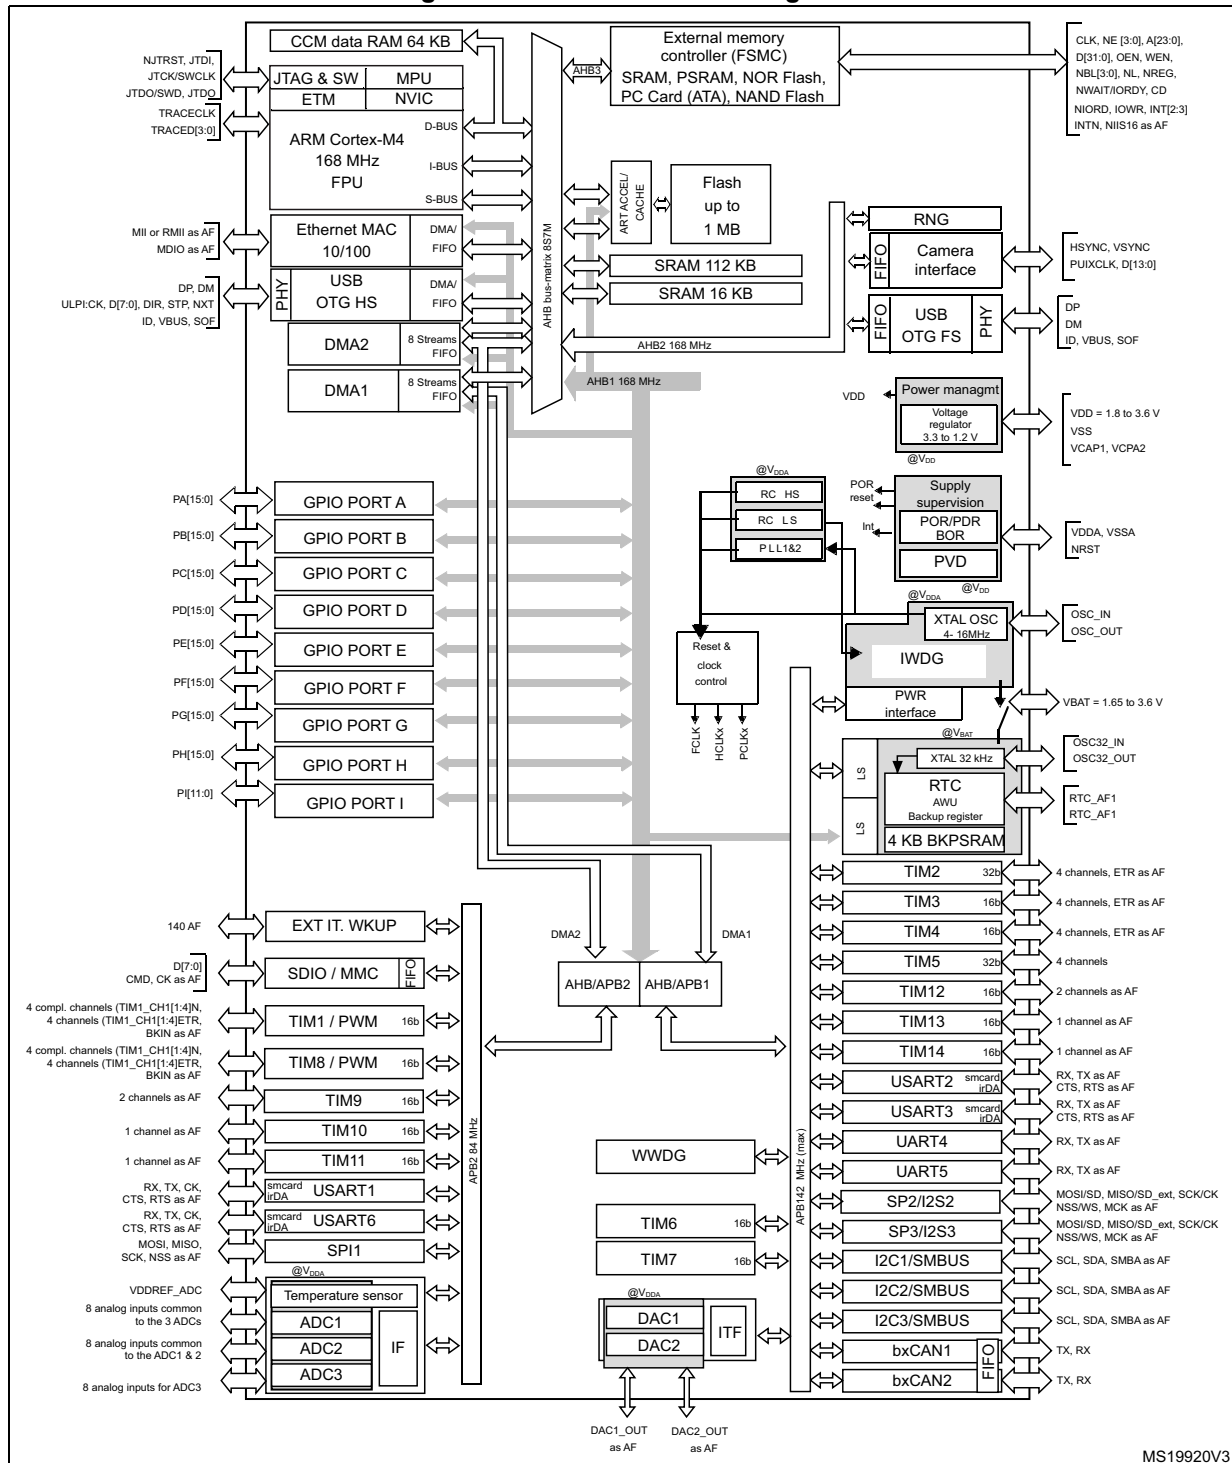 CCM data RAM 64 KB
External memory
controller (FSMC)
SRAM, PSRAM, NOR Flash,
PC Card (ATA), NAND Flash
CLK, NE [3:0], A[23:0],
D[31:0], OEN, WEN,
NBL[3:0], NL, NREG,
NWAIT/IORDY, CD
NIORD, IOWR, INT[2:3]
INTN, NIIS16 as AF
NJTRST, JTDI,
JTCK/SWCLK
JTDO/SWD, JTDO
TRACECLK
TRACED[3:0]
JTAG & SW
MPU
ETM
NVIC
ARM Cortex-M4
168 MHz
FPU
D-BUS
I-BUS
S-BUS
AHB3
AHB bus-matrix 8S7M
ART ACCEL/
CACHE
Flash
up to
1 MB
SRAM 112 KB
SRAM 16 KB
AHB2 168 MHz
AHB1 168 MHz
MII or RMII as AF
MDIO as AF
Ethernet MAC
10/100
DMA/
FIFO
DP, DM
ULPI:CK, D[7:0], DIR, STP, NXT
ID, VBUS, SOF
PHY
USB
OTG HS
DMA/
FIFO
DMA2
8 Streams
FIFO
DMA1
8 Streams
FIFO
RNG
FIFO
Camera
interface
HSYNC, VSYNC
PUIXCLK, D[13:0]
FIFO
USB
OTG FS
PHY
DP
DM
ID, VBUS, SOF
VDD
Power managmt
Voltage
regulator
3.3 to 1.2 V
@VDD
VDD = 1.8 to 3.6 V
VSS
VCAP1, VCPA2
POR
reset
Int
Supply
supervision
POR/PDR
BOR
PVD
@VDD
VDDA, VSSA
NRST
@VDDA
RC HS
RC LS
PLL1&2
@VDDA
XTAL OSC
4- 16MHz
IWDG
OSC_IN
OSC_OUT
Reset &
clock
control
FCLK
HCLKx
PCLKx
PWR
interface
VBAT = 1.65 to 3.6 V
@VBAT
LS
LS
XTAL 32 kHz
RTC
AWU
Backup register
4 KB BKPSRAM
OSC32_IN
OSC32_OUT
RTC_AF1
RTC_AF1
PA[15:0]
GPIO PORT A
PB[15:0]
GPIO PORT B
PC[15:0]
GPIO PORT C
PD[15:0]
GPIO PORT D
PE[15:0]
GPIO PORT E
PF[15:0]
GPIO PORT F
PG[15:0]
GPIO PORT G
PH[15:0]
GPIO PORT H
PI[11:0]
GPIO PORT I
DMA2
DMA1
AHB/APB2
AHB/APB1
140 AF
EXT IT. WKUP
D[7:0]
CMD, CK as AF
SDIO / MMC
FIFO
4 compl. channels (TIM1_CH1[1:4]N,
4 channels (TIM1_CH1[1:4]ETR,
BKIN as AF
TIM1 / PWM 16b
4 compl. channels (TIM1_CH1[1:4]N,
4 channels (TIM1_CH1[1:4]ETR,
BKIN as AF
TIM8 / PWM 16b
2 channels as AF
TIM9 16b
1 channel as AF
TIM10 16b
1 channel as AF
TIM11 16b
RX, TX, CK,
CTS, RTS as AF
smcard
irDA
USART1
RX, TX, CK,
CTS, RTS as AF
smcard
irDA
USART6
MOSI, MISO,
SCK, NSS as AF
SPI1
@VDDA
VDDREF_ADC
Temperature sensor
8 analog inputs common
to the 3 ADCs
ADC1
8 analog inputs common
to the ADC1 & 2
ADC2
8 analog inputs for ADC3
ADC3
IF
APB2 84 MHz
WWDG
TIM6 16b
TIM7 16b
@VDDA
DAC1
DAC2
ITF
DAC1_OUT
as AF
DAC2_OUT
as AF
APB142 MHz (max)
TIM2 32b
4 channels, ETR as AF
TIM3 16b
4 channels, ETR as AF
TIM4 16b
4 channels, ETR as AF
TIM5 32b
4 channels
TIM12 16b
2 channels as AF
TIM13 16b
1 channel as AF
TIM14 16b
1 channel as AF
USART2
smcard
irDA
RX, TX as AF
CTS, RTS as AF
USART3
smcard
irDA
RX, TX as AF
CTS, RTS as AF
UART4
RX, TX as AF
UART5
RX, TX as AF
SP2/I2S2
MOSI/SD, MISO/SD_ext, SCK/CK
NSS/WS, MCK as AF
SP3/I2S3
MOSI/SD, MISO/SD_ext, SCK/CK
NSS/WS, MCK as AF
I2C1/SMBUS
SCL, SDA, SMBA as AF
I2C2/SMBUS
SCL, SDA, SMBA as AF
I2C3/SMBUS
SCL, SDA, SMBA as AF
bxCAN1
TX, RX
bxCAN2
TX, RX
FIFO
MS19920V3